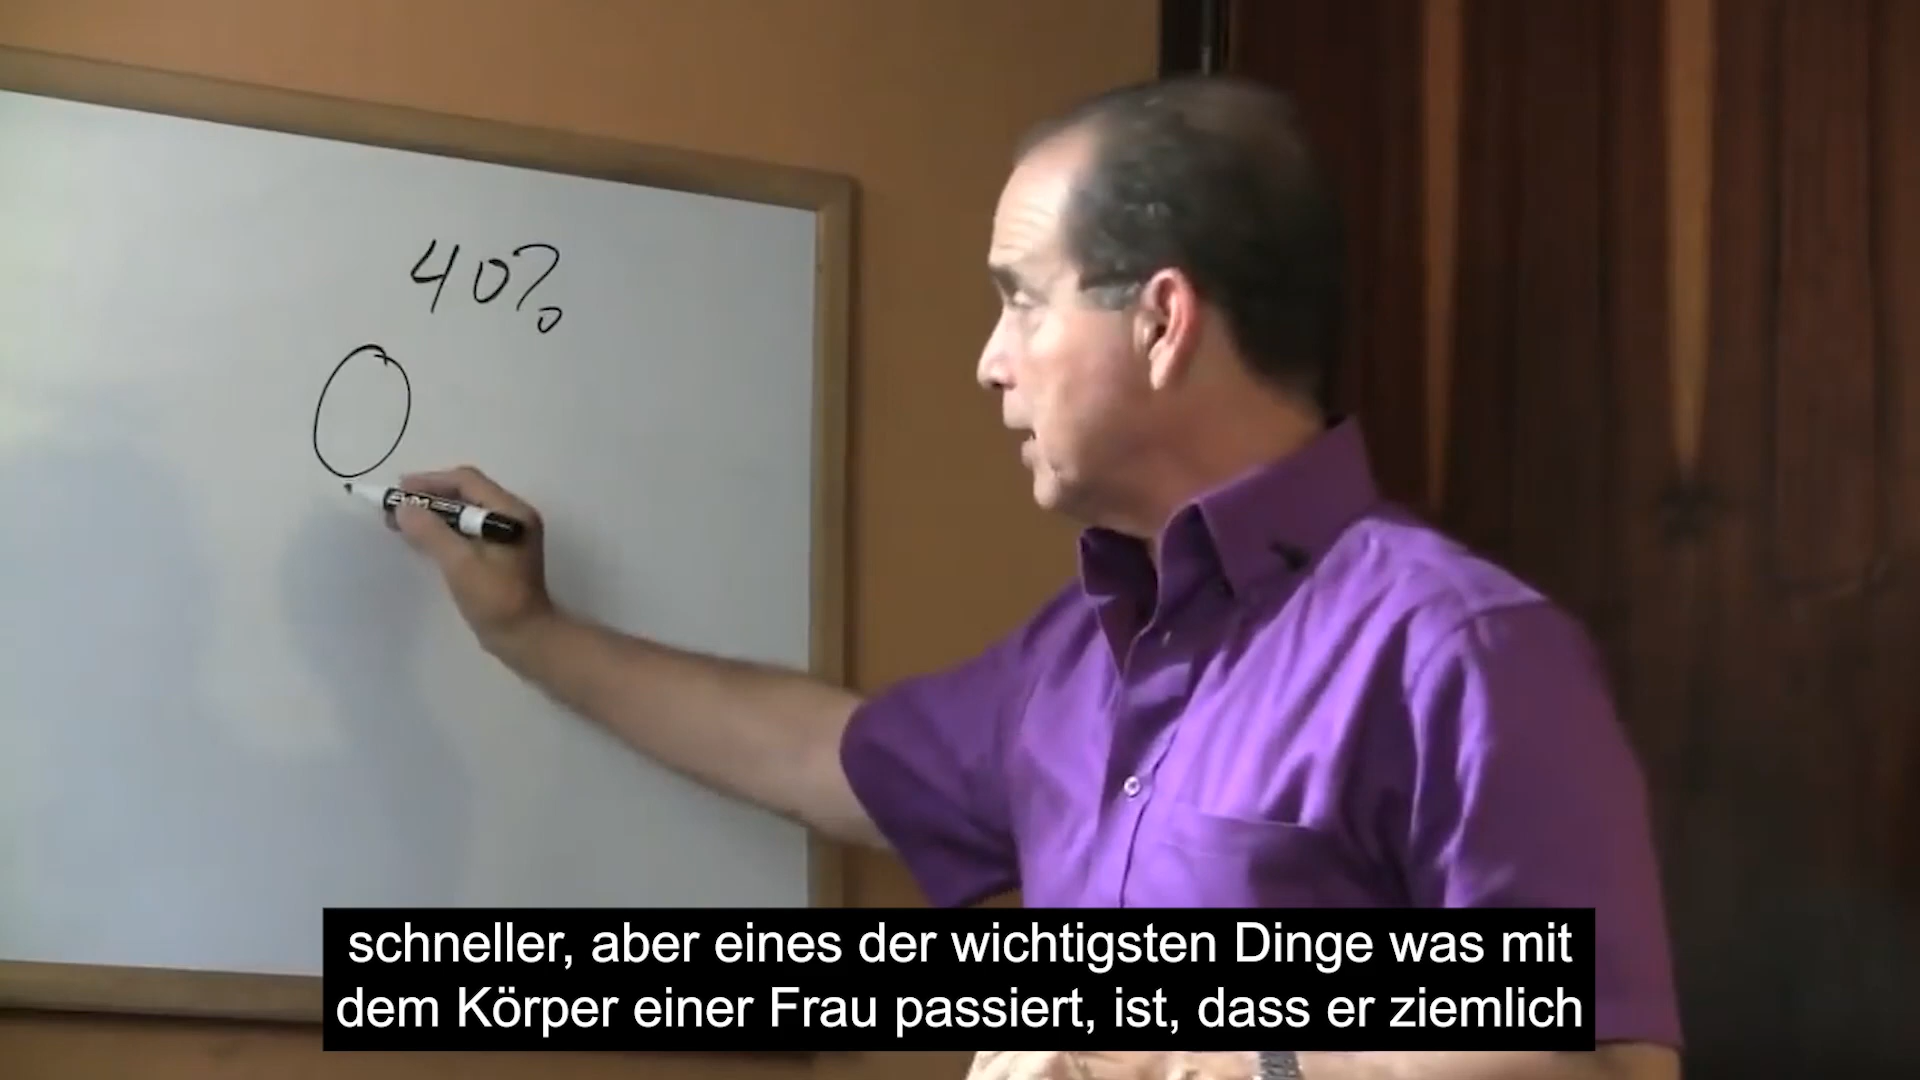 40%
schneller, aber eines der wichtigsten Dinge was mit
dem Körper einer Frau passiert, ist, dass er ziemlich